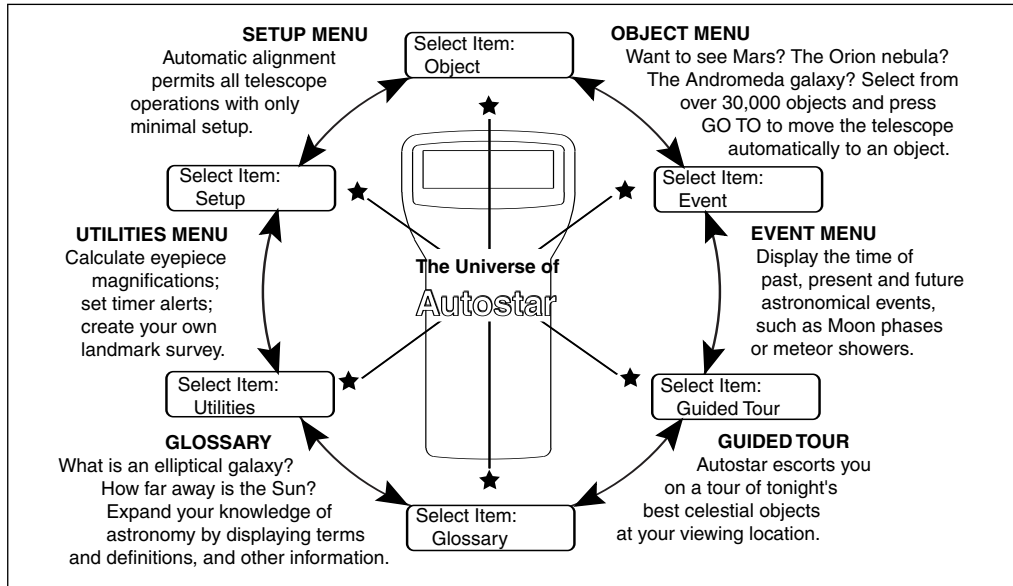 SETUP MENU
Automatic alignment
permits all telescope
operations with only
minimal setup.
Select Item:
Object
OBJECT MENU
Want to see Mars? The Orion nebula?
The Andromeda galaxy? Select from
over 30,000 objects and press
GO TO to move the telescope
automatically to an object.
Select Item:
Setup
Select Item:
Event
UTILITIES MENU
Calculate eyepiece
magnifications;
set timer alerts;
create your own
landmark survey.
The Universe of
Autostar
EVENT MENU
Display the time of
past, present and future
astronomical events,
such as Moon phases
or meteor showers.
Select Item:
Utilities
Select Item:
Guided Tour
GLOSSARY
What is an elliptical galaxy?
How far away is the Sun?
Expand your knowledge of
astronomy by displaying terms
and definitions, and other information.
Select Item:
Glossary
GUIDED TOUR
Autostar escorts you
on a tour of tonight's
best celestial objects
at your viewing location.